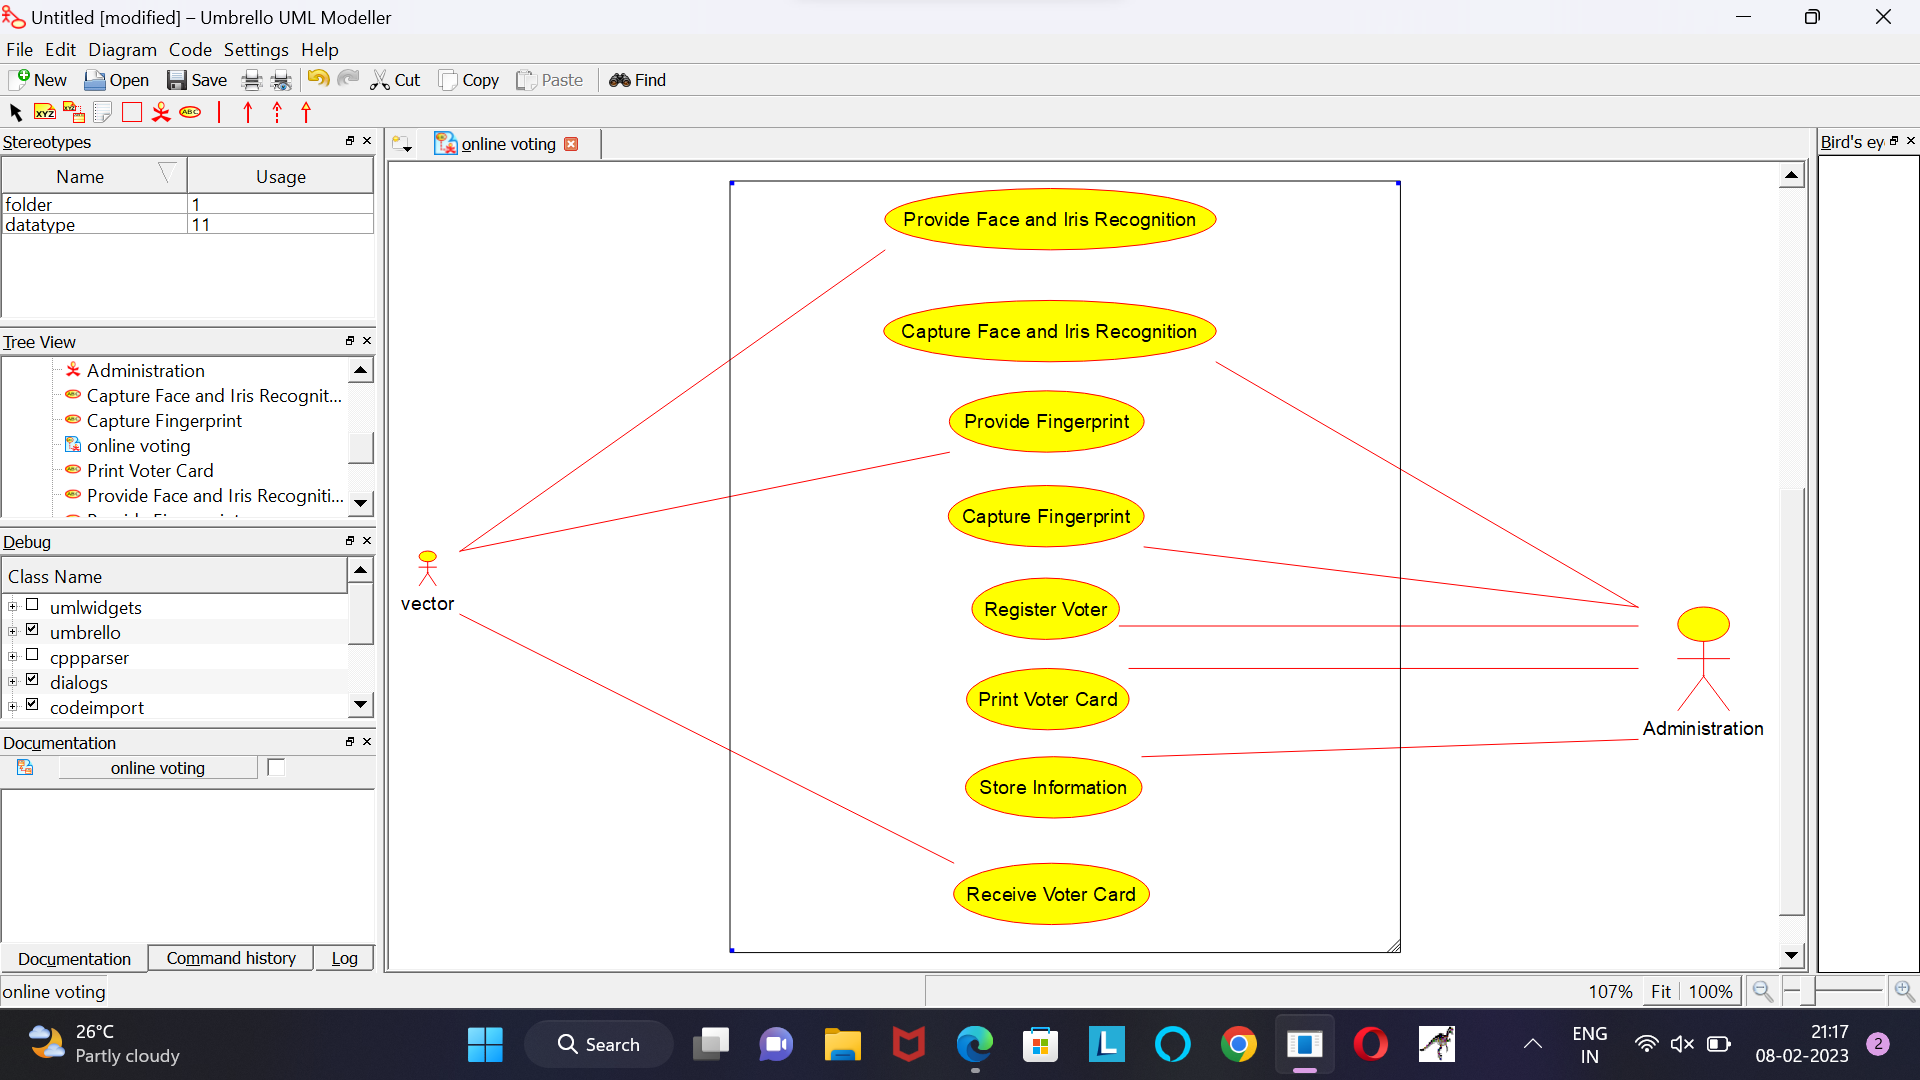 Untitled [modified] – Umbrello UML Modeller
File Edit Diagram Code Settings Help
New Open Save Cut Copy Paste Find
XYZ XYZ ABC
Stereotypes
Name Usage
folder 1
datatype 11
Tree View
Administration
Capture Face and Iris Recognit...
Capture Fingerprint
online voting
Print Voter Card
Provide Face and Iris Recogniti...
Debug
Class Name
umlwidgets
umbrello
cppparser
dialogs
codeimport
Documentation
online voting
Documentation Command history Log
online voting
online voting
Provide Face and Iris Recognition
Capture Face and Iris Recognition
Provide Fingerprint
Capture Fingerprint
Register Voter
Print Voter Card
Store Information
Receive Voter Card
vector
Administration
Bird's ey
107% Fit 100%
26°C
Partly cloudy
Search
L
ENG
IN
21:17
08-02-2023
2